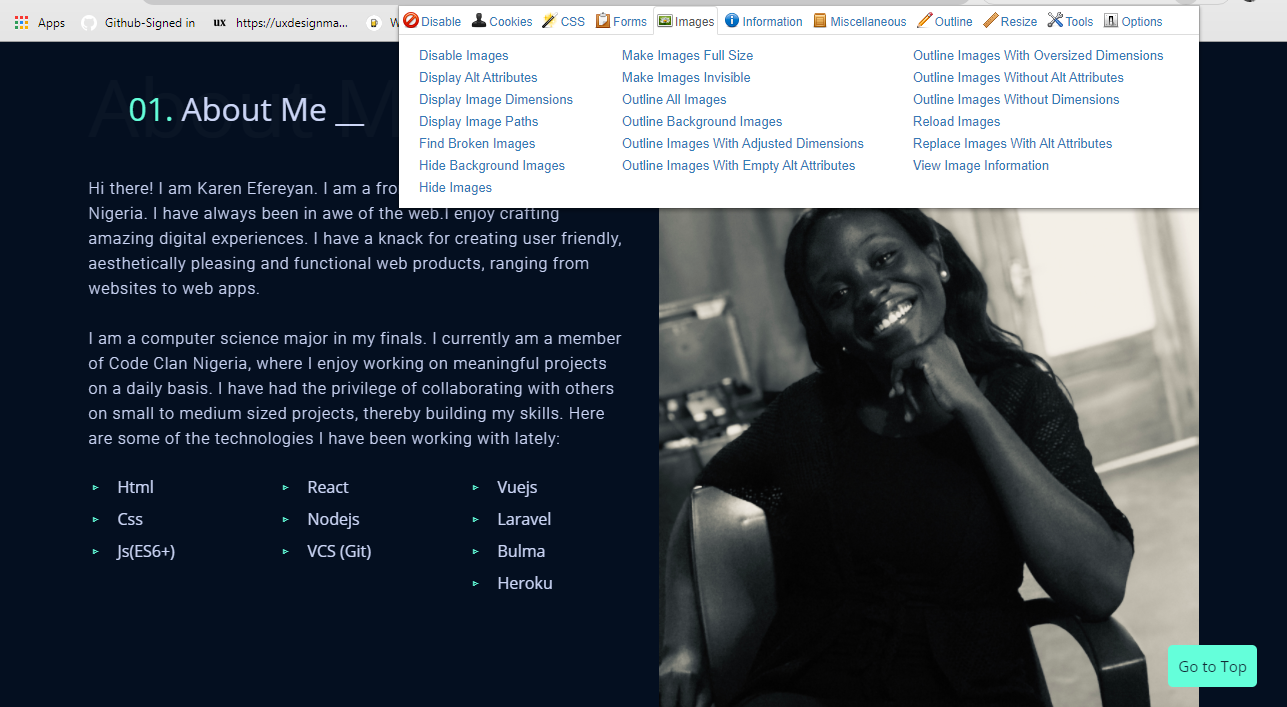 Apps
Github-Signed in
ux https://uxdesignma...
W
Disable Cookies CSS Forms Images Information Miscellaneous Outline Resize Tools Options
Disable Images Make Images Full Size Outline Images With Oversized Dimensions
Display Alt Attributes Make Images Invisible Outline Images Without Alt Attributes
Display Image Dimensions Outline All Images Outline Images Without Dimensions
Display Image Paths Outline Background Images Reload Images
Find Broken Images Outline Images With Adjusted Dimensions Replace Images With Alt Attributes
Hide Background Images Outline Images With Empty Alt Attributes View Image Information
Hide Images
About M
01. About Me __
Hi there! I am Karen Efereyan. I am a fro
Nigeria. I have always been in awe of the web.I enjoy crafting
amazing digital experiences. I have a knack for creating user friendly,
aesthetically pleasing and functional web products, ranging from
websites to web apps.
I am a computer science major in my finals. I currently am a member
of Code Clan Nigeria, where I enjoy working on meaningful projects
on a daily basis. I have had the privilege of collaborating with others
on small to medium sized projects, thereby building my skills. Here
are some of the technologies I have been working with lately:
Html React Vuejs
Css Nodejs Laravel
Js(ES6+) VCS (Git) Bulma
Heroku
Go to Top